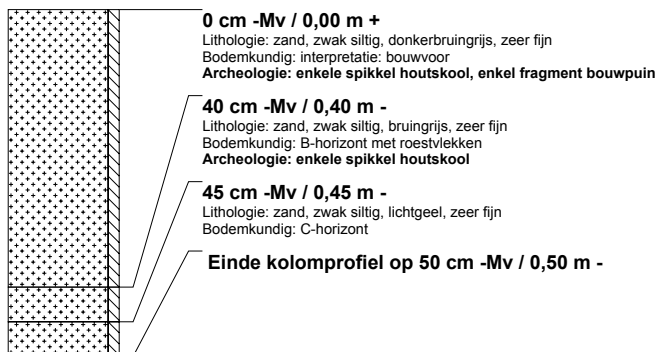 0 cm -Mv / 0,00 m +
Lithologie: zand, zwak siltig, donkerbruingrijs, zeer fijn
Bodemkundig: interpretatie: bouwvoor
Archeologie: enkele spikkel houtskool, enkel fragment bouwpuin
40 cm -Mv / 0,40 m -
Lithologie: zand, zwak siltig, bruingrijs, zeer fijn
Bodemkundig: B-horizont met roestvlekken
Archeologie: enkele spikkel houtskool
45 cm -Mv / 0,45 m -
Lithologie: zand, zwak siltig, lichtgeel, zeer fijn
Bodemkundig: C-horizont
Einde kolomprofiel op 50 cm -Mv / 0,50 m -